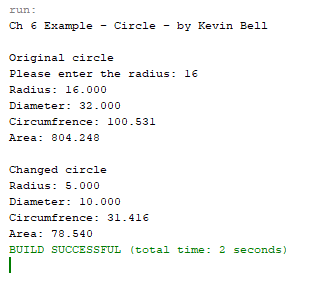 run:
Ch 6 Example - Circle - by Kevin Bell
Original circle
Please enter the radius: 16
Radius: 16.000
Diameter: 32.000
Circumfrence: 100.531
Area: 804.248
Changed circle
Radius: 5.000
Diameter: 10.000
Circumfrence: 31.416
Area: 78.540
BUILD SUCCESSFUL (total time: 2 seconds)